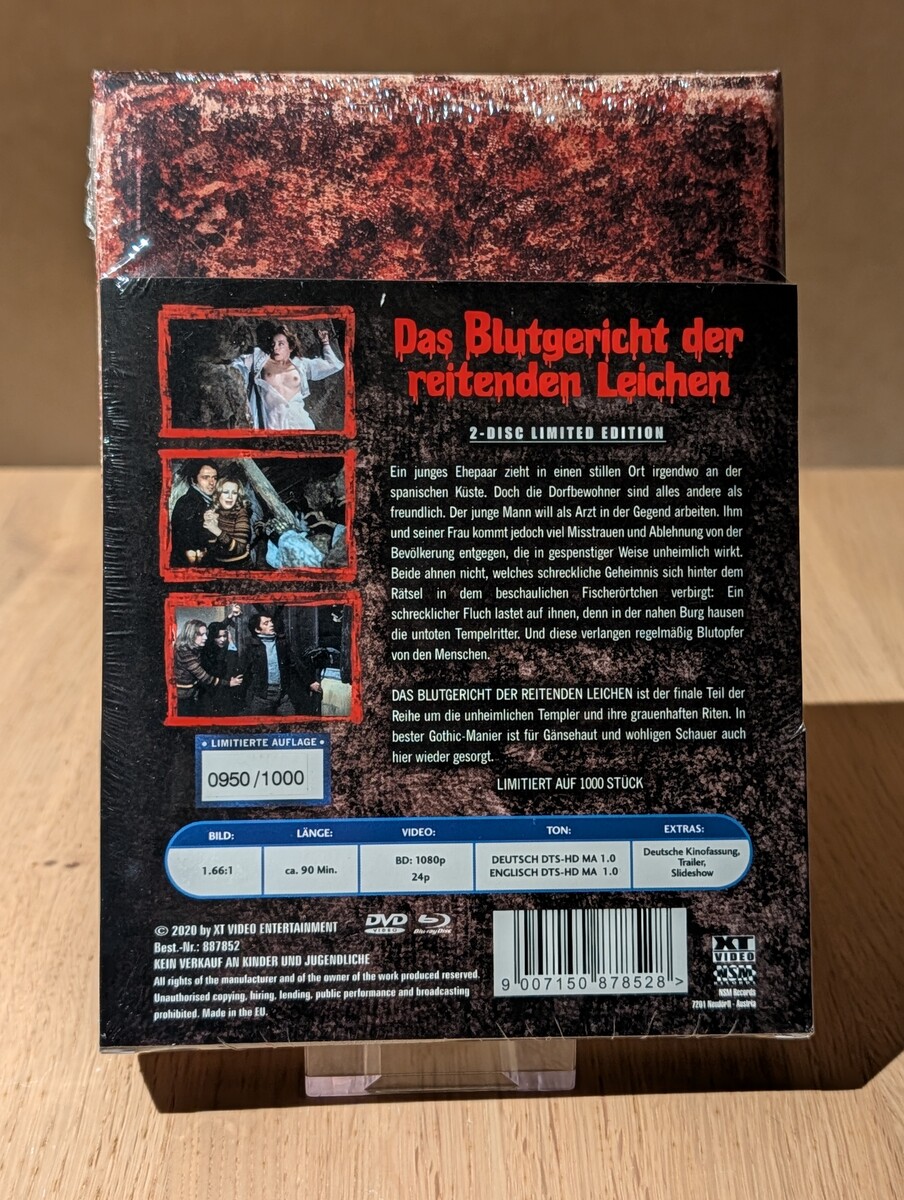 Das Blutgericht der
reitenden Leichen
2-DISC LIMITED EDITION
Ein junges Ehepaar zieht in einen stillen Ort irgendwo an der
spanischen Küste. Doch die Dorfbewohner sind alles andere als
freundlich. Der junge Mann will als Arzt in der Gegend arbeiten. Ihm
und seiner Frau kommt jedoch viel Misstrauen und Ablehnung von der
Bevölkerung entgegen, die in gespenstiger Weise unheimlich wirkt.
Beide ahnen nicht, welches schreckliche Geheimnis sich hinter dem
Rätsel in dem beschaulichen Fischerörtchen verbirgt: Ein
schrecklicher Fluch lastet auf ihnen, denn in der nahen Burg hausen
die untoten Tempelritter. Und diese verlangen regelmäßig Blutopfer
von den Menschen.
DAS BLUTGERICHT DER REITENDEN LEICHEN ist der finale Teil der
Reihe um die unheimlichen Templer und ihre grauenhaften Riten. In
bester Gothic-Manier ist für Gänsehaut und wohligen Schauer auch
hier wieder gesorgt.
LIMITIERT AUF 1000 STÜCK
• LIMITIERTE AUFLAGE •
0950/1000
BILD: LÄNGE: VIDEO: TON: EXTRAS:
1.66:1
ca. 90 Min.
BD: 1080p
24p
DEUTSCH DTS-HD MA 1.0
ENGLISCH DTS-HD MA 1.0
Deutsche Kinofassung,
Trailer,
Slideshow
© 2020 by XT VIDEO ENTERTAINMENT
Best.-Nr.: 887852
KEIN VERKAUF AN KINDER UND JUGENDLICHE
All rights of the manufacturer and of the owner of the work produced reserved.
Unauthorised copying, hiring, lending, public performance and broadcasting
prohibited. Made in the EU.
DVD
VIDEO
Blu-ray Disc
9 007150 878528 >
XT
VIDEO
NSM
NSM Records
7201 Neudörfl - Austria